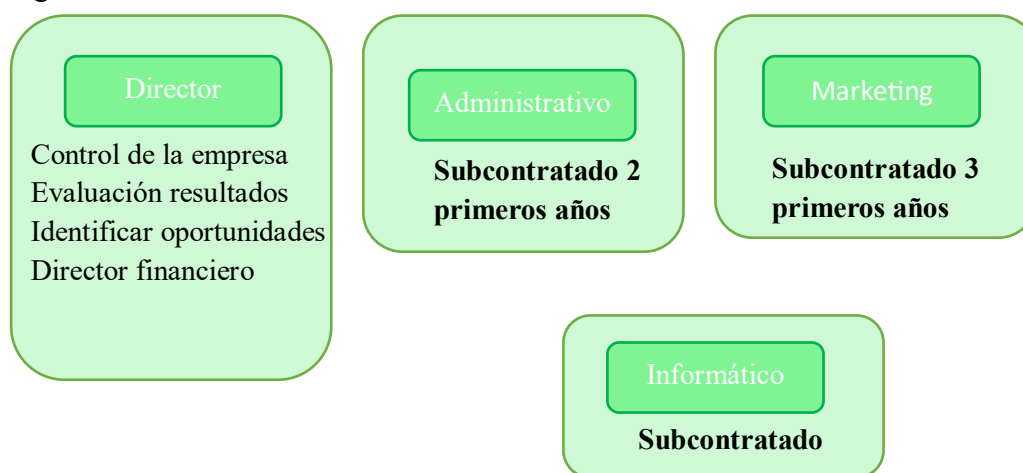 Director
Control de la empresa
Evaluación resultados
Identificar oportunidades
Director financiero
Administrativo
Subcontratado 2
primeros años
Marketing
Subcontratado 3
primeros años
Informático
Subcontratado